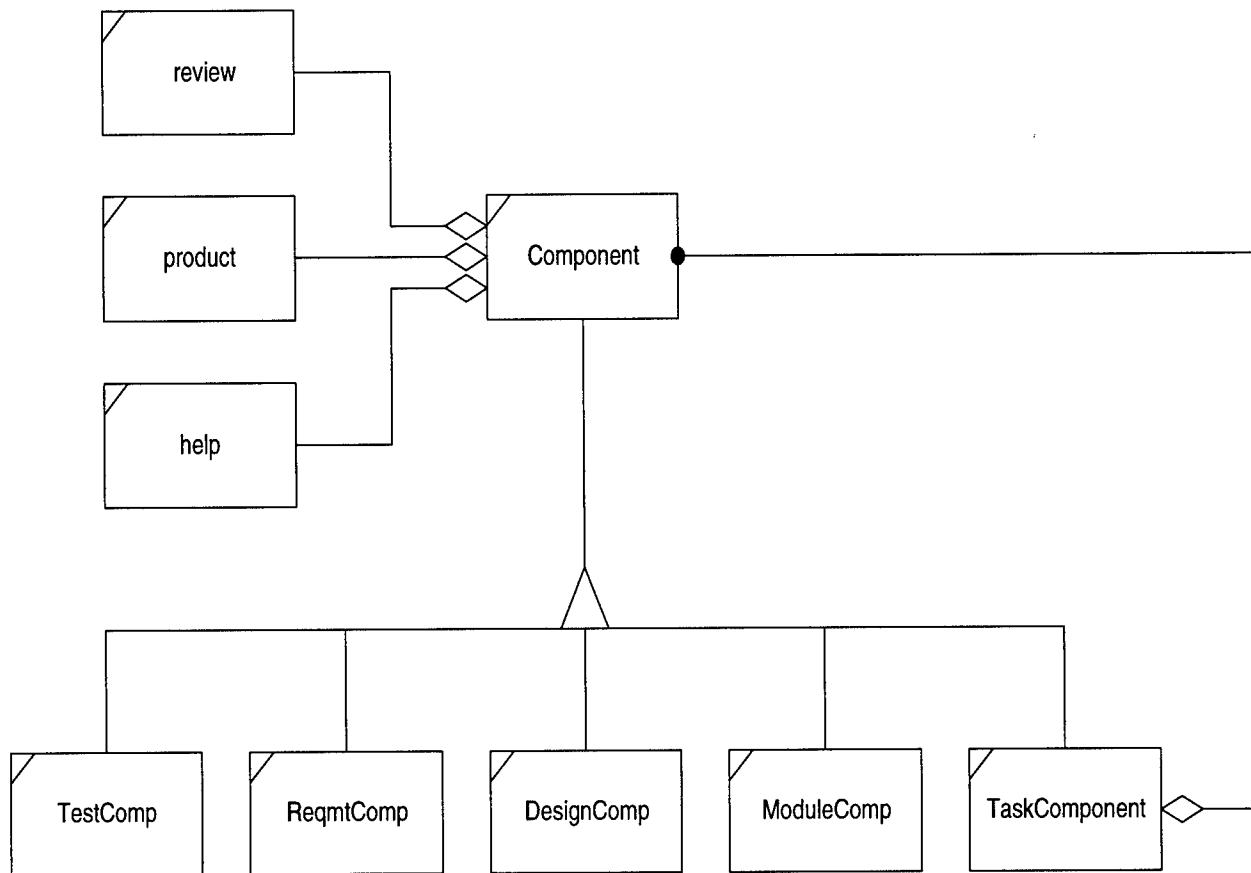 review
product
Component
help
TestComp
ReqmtComp
DesignComp
ModuleComp
TaskComponent